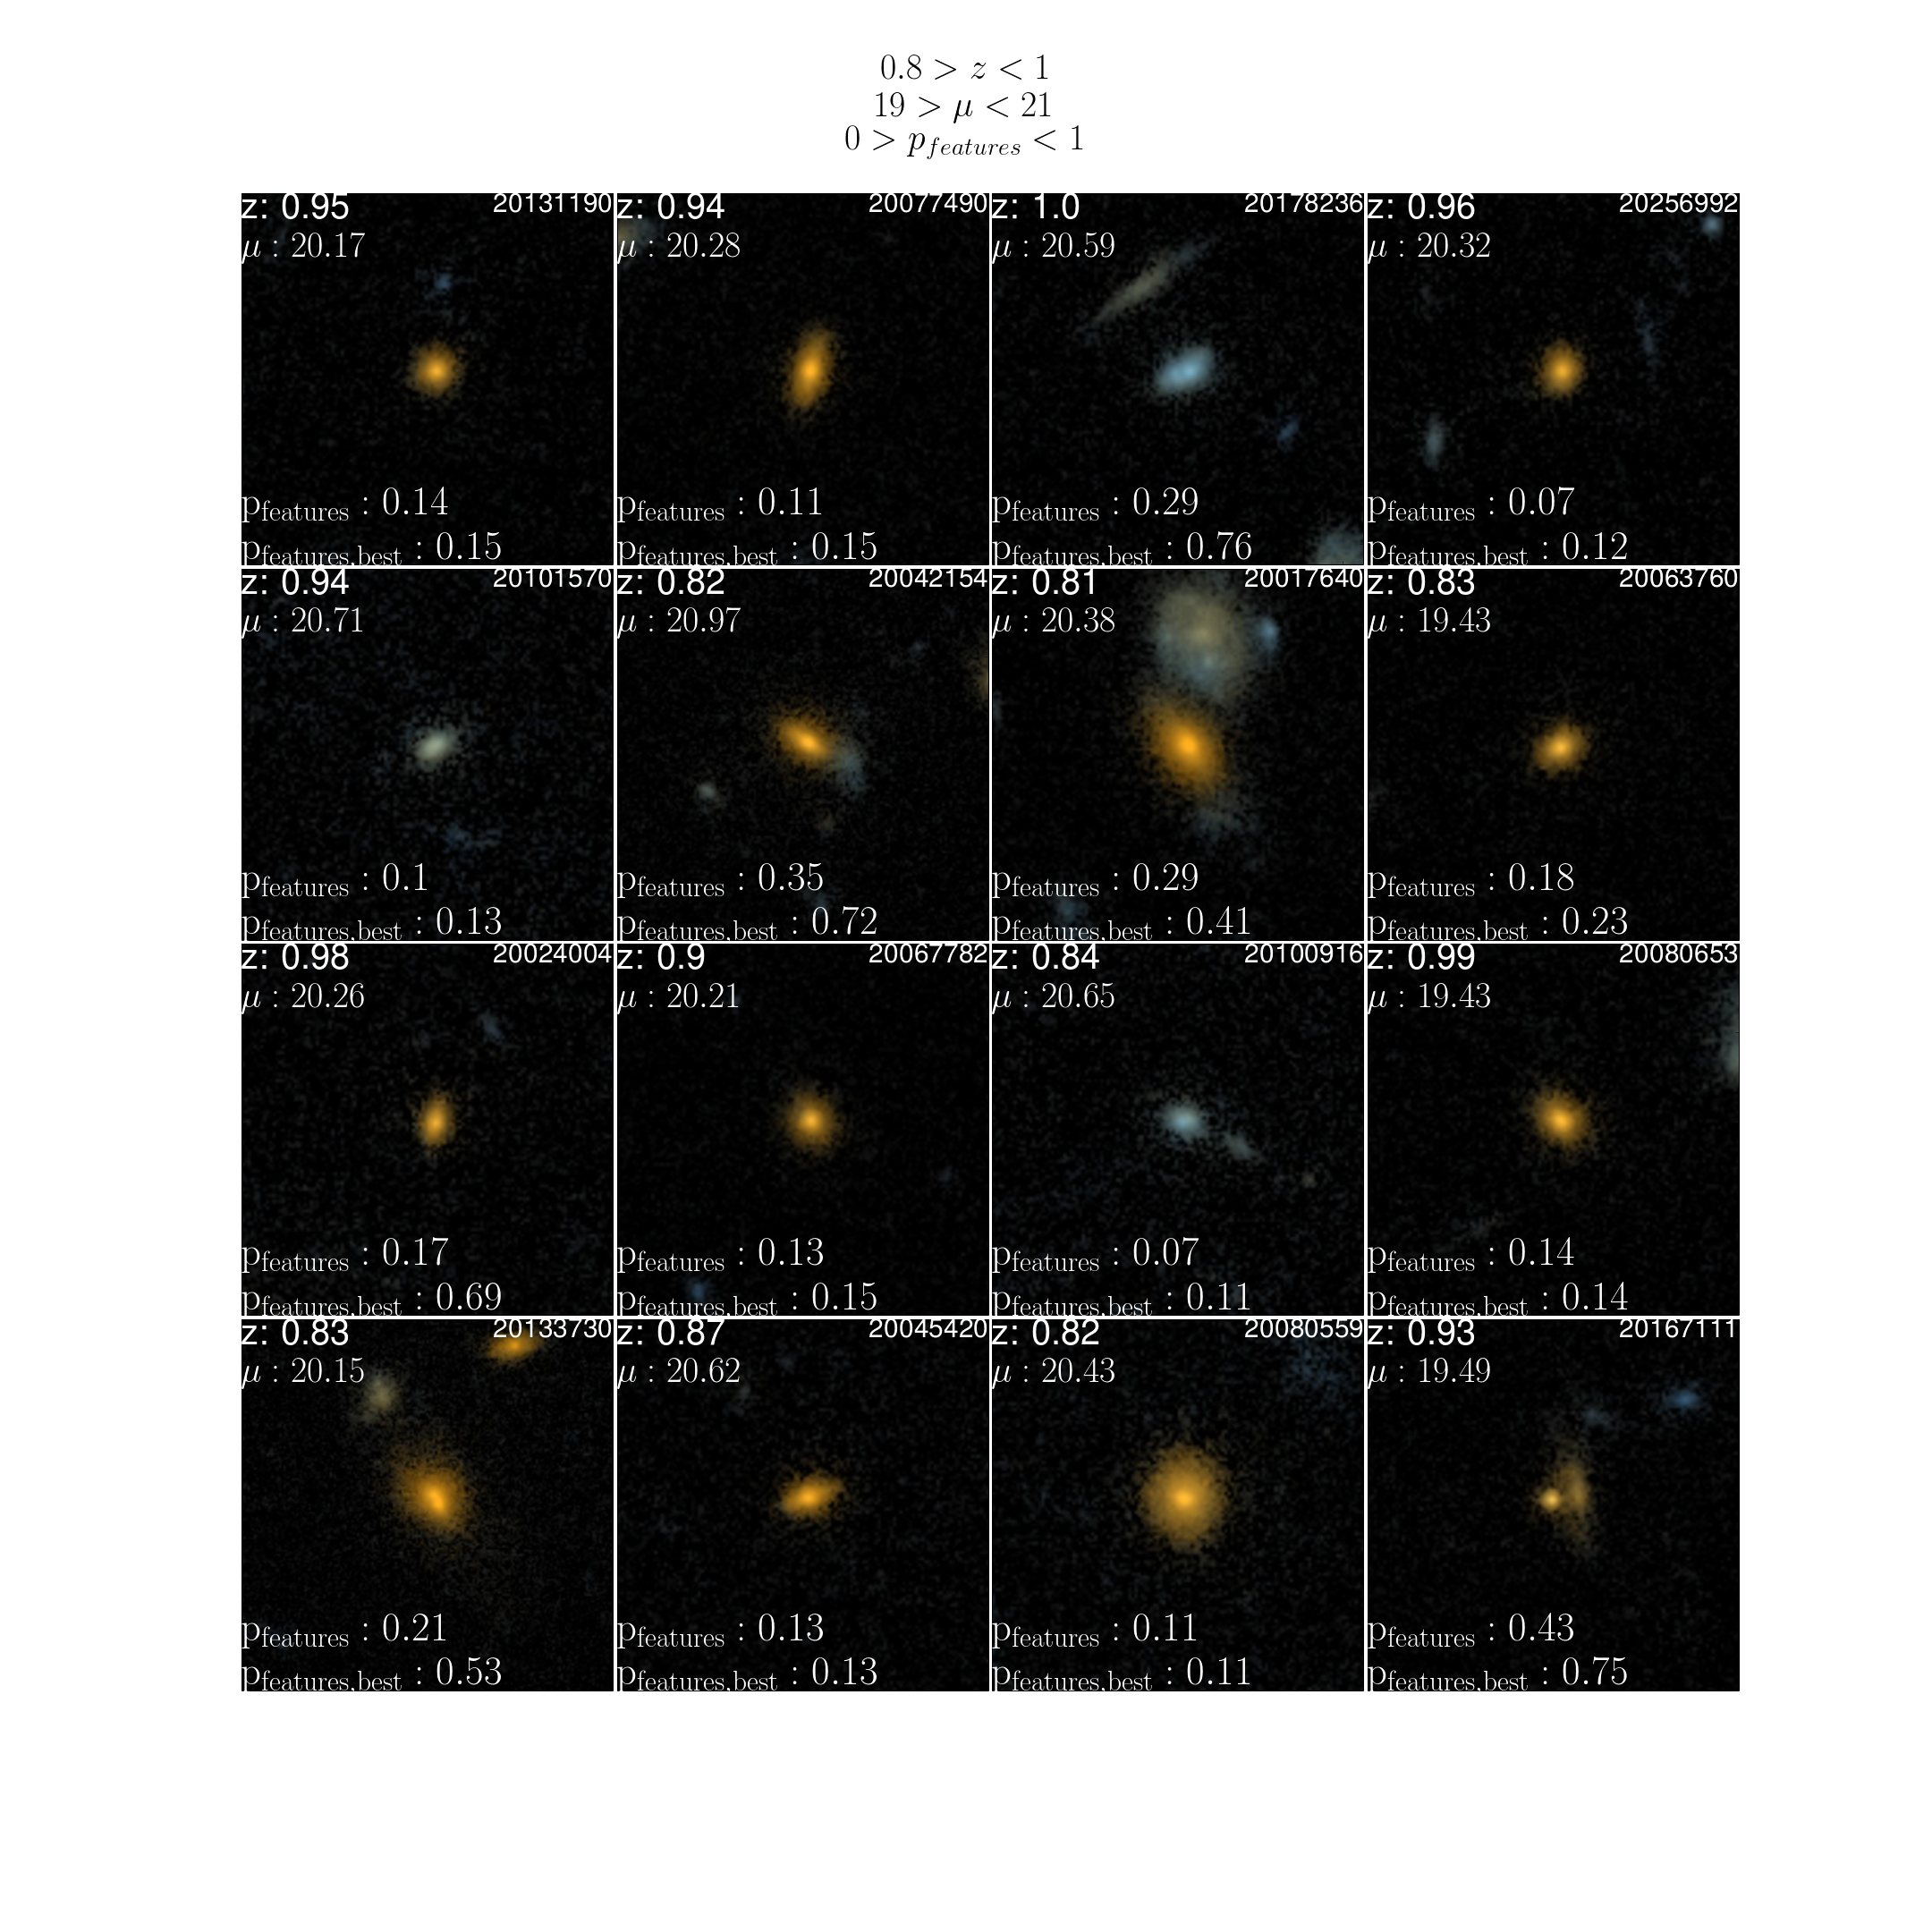 0.8 > z < 1
19 > μ < 21
0 > p_features < 1
z: 0.95 20131190
μ : 20.17
p_features : 0.14
p_features,best : 0.15
z: 0.94 20077490
μ : 20.28
p_features : 0.11
p_features,best : 0.15
z: 1.0 20178236
μ : 20.59
p_features : 0.29
p_features,best : 0.76
z: 0.96 20256992
μ : 20.32
p_features : 0.07
p_features,best : 0.12
z: 0.94 20101570
μ : 20.71
p_features : 0.1
p_features,best : 0.13
z: 0.82 20042154
μ : 20.97
p_features : 0.35
p_features,best : 0.72
z: 0.81 20017640
μ : 20.38
p_features : 0.29
p_features,best : 0.41
z: 0.83 20063760
μ : 19.43
p_features : 0.18
p_features,best : 0.23
z: 0.98 20024004
μ : 20.26
p_features : 0.17
p_features,best : 0.69
z: 0.9 20067782
μ : 20.21
p_features : 0.13
p_features,best : 0.15
z: 0.84 20100916
μ : 20.65
p_features : 0.07
p_features,best : 0.11
z: 0.99 20080653
μ : 19.43
p_features : 0.14
p_features,best : 0.14
z: 0.83 20133730
μ : 20.15
p_features : 0.21
p_features,best : 0.53
z: 0.87 20045420
μ : 20.62
p_features : 0.13
p_features,best : 0.13
z: 0.82 20080559
μ : 20.43
p_features : 0.11
p_features,best : 0.11
z: 0.93 20167111
μ : 19.49
p_features : 0.43
p_features,best : 0.75